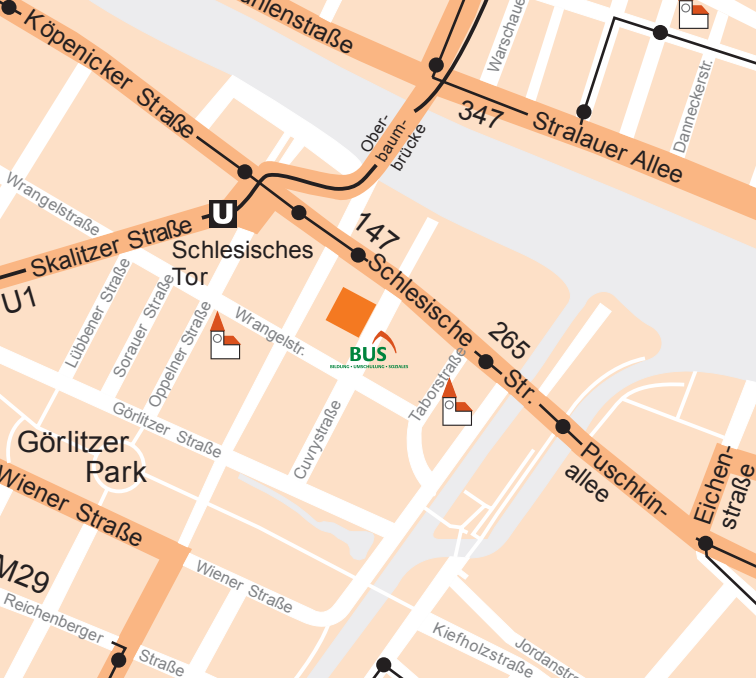 Köpenicker Straße
Warschaue
347
Stralauer Allee
Danneckerstr.
Ober-
baum-
brücke
Wrangelstraße
U
Skalitzer Straße
Schlesisches
Tor
U1
147
Schlesische
Str.
265
Lübbener Straße
Sorauer Straße
Oppelner Straße
Wrangelstr.
BUS
BILDUNG • UMSCHULUNG • SOZIALES
Taborstraße
Cuvrystraße
Görlitzer Straße
Görlitzer
Park
Puschkin-
allee
Eichen-
straße
Wiener Straße
M29
Wiener Straße
Reichenberger
Straße
Kiefholzstraße
Jordanstr